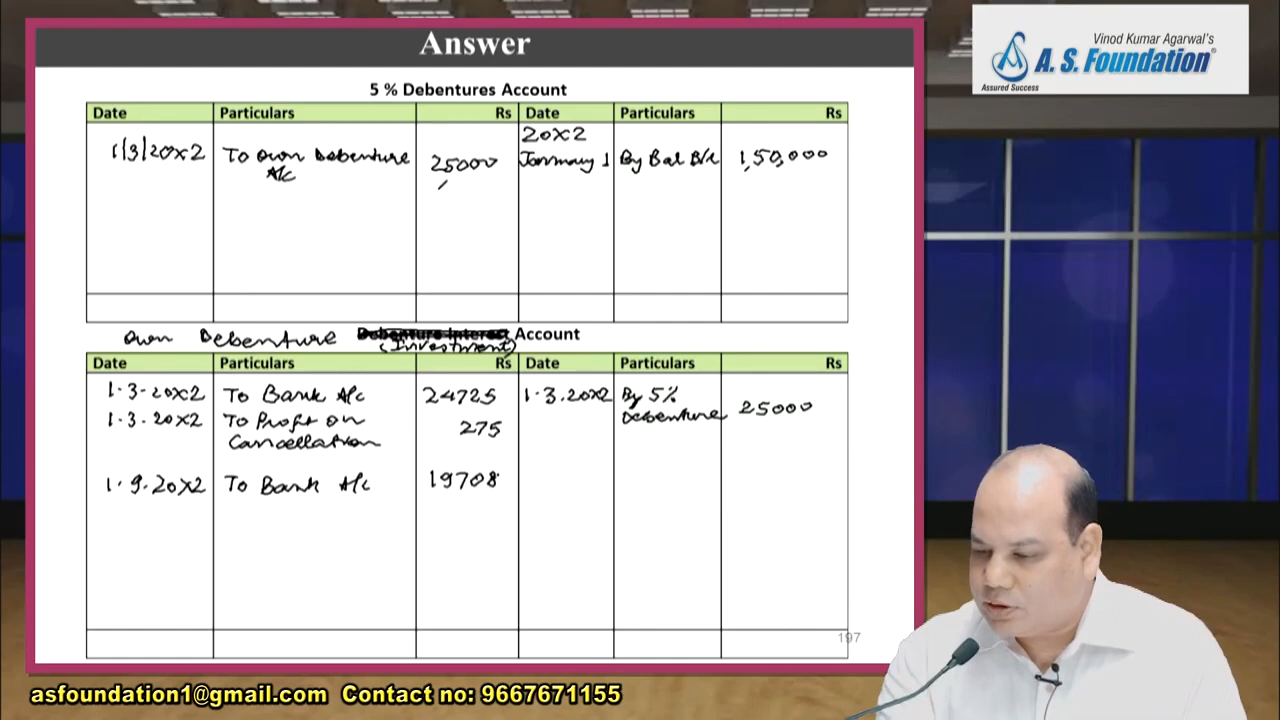 Answer
Vinod Kumar Agarwal's
A. S. Foundation
Assured Success
5 % Debentures Account
Date Particulars Rs Date Particulars Rs
20X2
1/3/20X2 To Own Debenture A/c 25000 January 1 By Bal B/d 1,50,000
Own Debenture Debenture Interest Account
(Investment)
Date Particulars Rs Date Particulars Rs
1.3.20X2 To Bank A/c 24725 1.3.20X2 By 5% Debenture 25000
1.3.20X2 To Profit on Cancellation 275
1.9.20X2 To Bank A/c 19708
197
asfoundation1@gmail.com Contact no: 9667671155